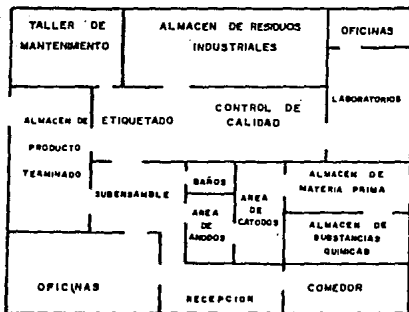 TALLER DE
MANTENIMIENTO
ALMACEN DE RESIDUOS
INDUSTRIALES
OFICINAS
LABORATORIOS
ALMACEN DE
PRODUCTO
TERMINADO
ETIQUETADO
CONTROL DE
CALIDAD
SUBENSAMBLE
BAÑOS
AREA
DE
ANODOS
AREA
DE
CATODOS
ALMACEN DE
MATERIA PRIMA
ALMACEN DE
SUBSTANCIAS
QUIMICAS
OFICINAS
RECEPCION
COMEDOR